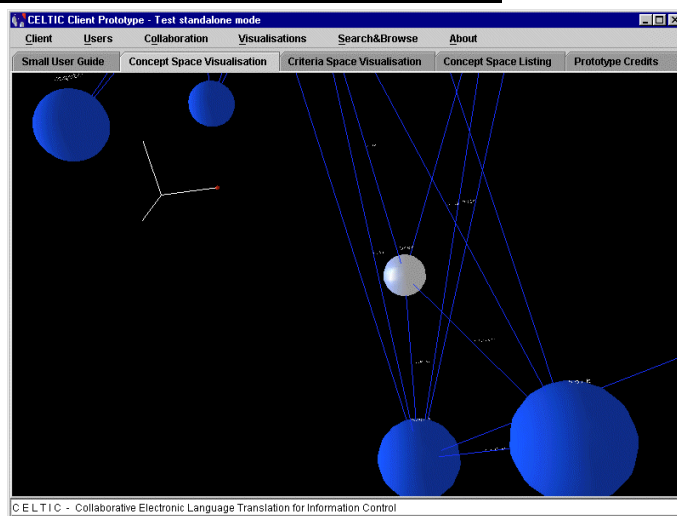 CELTIC Client Prototype - Test standalone mode
Client Users Collaboration Visualisations Search&Browse About
Small User Guide Concept Space Visualisation Criteria Space Visualisation Concept Space Listing Prototype Credits
C E L T I C - Collaborative Electronic Language Translation for Information Control